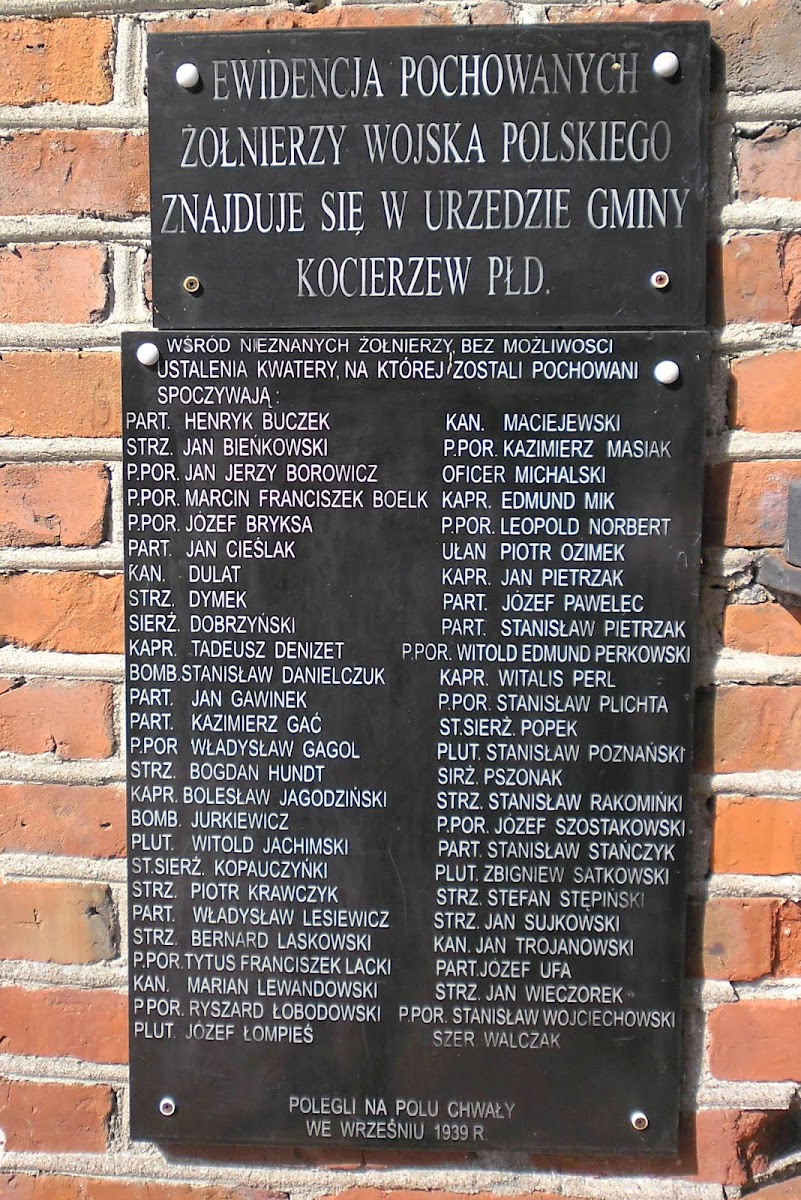 EWIDENCJA POCHOWANYCH
ŻOŁNIERZY WOJSKA POLSKIEGO
ZNAJDUJE SIĘ W URZEDZIE GMINY
KOCIERZEW PŁD.
WŚRÓD NIEZNANYCH ŻOŁNIERZY, BEZ MOŻLIWOSCI
USTALENIA KWATERY, NA KTÓREJ ZOSTALI POCHOWANI
SPOCZYWAJĄ:
PART. HENRYK BUCZEK
STRZ. JAN BIEŃKOWSKI
P.POR. JAN JERZY BOROWICZ
P.POR. MARCIN FRANCISZEK BOELK
P.POR. JÓZEF BRYKSA
PART. JAN CIEŚLAK
KAN. DULAT
STRZ. DYMEK
SIERŻ. DOBRZYŃSKI
KAPR. TADEUSZ DENIZET
BOMB. STANISŁAW DANIELCZUK
PART. JAN GAWINEK
PART. KAZIMIERZ GAĆ
P.POR WŁADYSŁAW GAGOL
STRZ. BOGDAN HUNDT
KAPR. BOLESŁAW JAGODZIŃSKI
BOMB. JURKIEWICZ
PLUT. WITOLD JACHIMSKI
ST.SIERŻ. KOPAUCZYŃKI
STRZ. PIOTR KRAWCZYK
PART. WŁADYSŁAW LESIEWICZ
STRZ. BERNARD LASKOWSKI
P.POR. TYTUS FRANCISZEK LACKI
KAN. MARIAN LEWANDOWSKI
P.POR. RYSZARD ŁOBODOWSKI
PLUT. JÓZEF ŁOMPIEŚ
KAN. MACIEJEWSKI
P.POR. KAZIMIERZ MASIAK
OFICER MICHALSKI
KAPR. EDMUND MIK
P.POR. LEOPOLD NORBERT
UŁAN PIOTR OZIMEK
KAPR. JAN PIETRZAK
PART. JÓZEF PAWELEC
PART. STANISŁAW PIETRZAK
P.POR. WITOLD EDMUND PERKOWSKI
KAPR. WITALIS PERL
P.POR. STANISŁAW PLICHTA
ST.SIERŻ. POPEK
PLUT. STANISŁAW POZNAŃSKI
SIRŻ. PSZONAK
STRZ. STANISŁAW RAKOMIŃKI
P.POR. JÓZEF SZOSTAKOWSKI
PART. STANISŁAW STAŃCZYK
PLUT. ZBIGNIEW SATKOWSKI
STRZ. STEFAN STĘPIŃSKI
STRZ. JAN SUJKOWSKI
KAN. JAN TROJANOWSKI
PART. JÓZEF UFA
STRZ. JAN WIECZOREK
P.POR. STANISŁAW WOJCIECHOWSKI
SZER WALCZAK
POLEGLI NA POLU CHWAŁY
WE WRZEŚNIU 1939 R